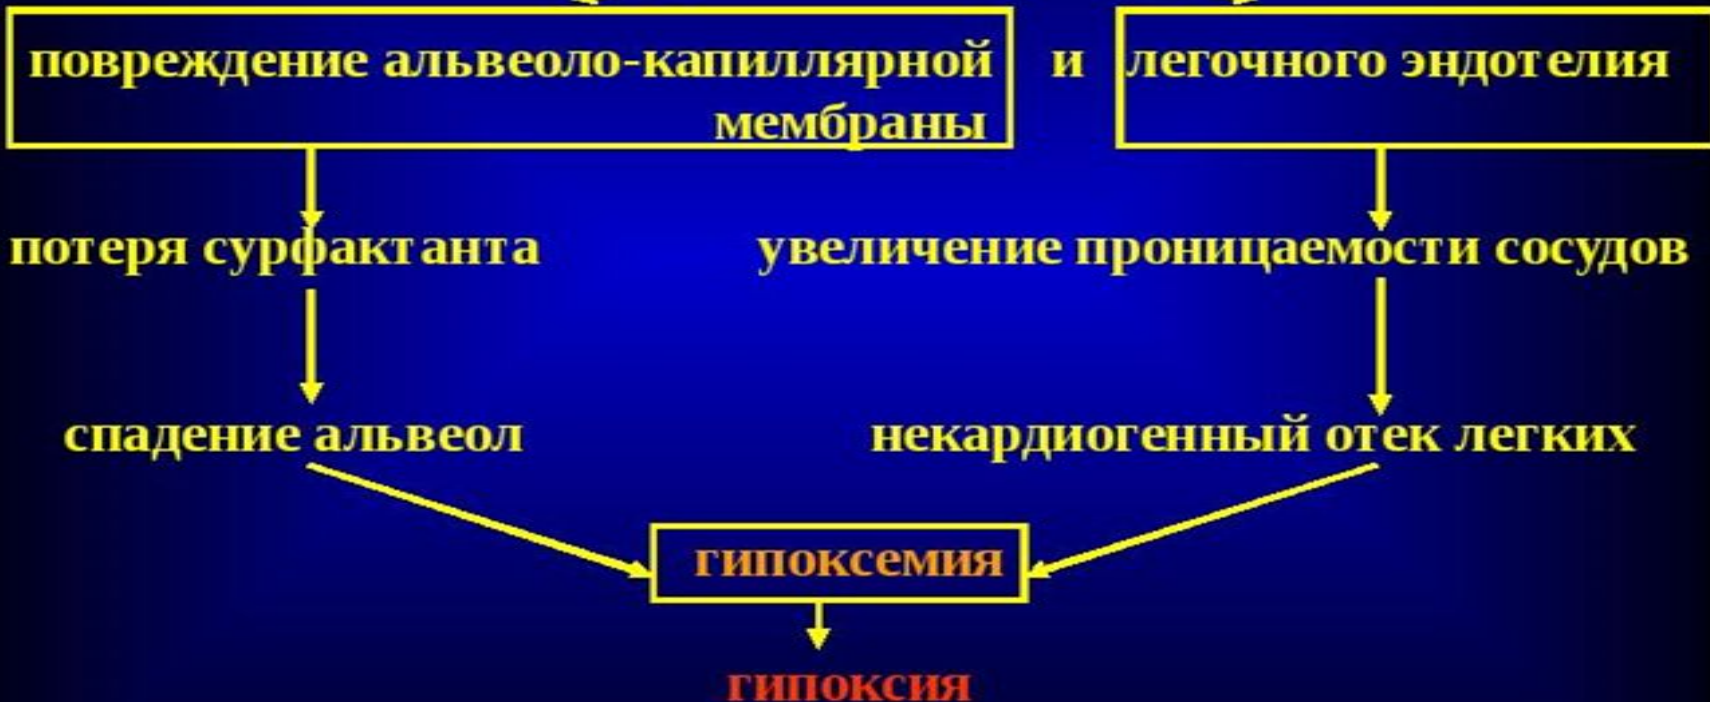 повреждение альвеоло-капиллярной и легочного эндотелия
мембраны
потеря сурфактанта увеличение проницаемости сосудов
спадение альвеол некардиогенный отек легких
гипоксемия
гипоксия